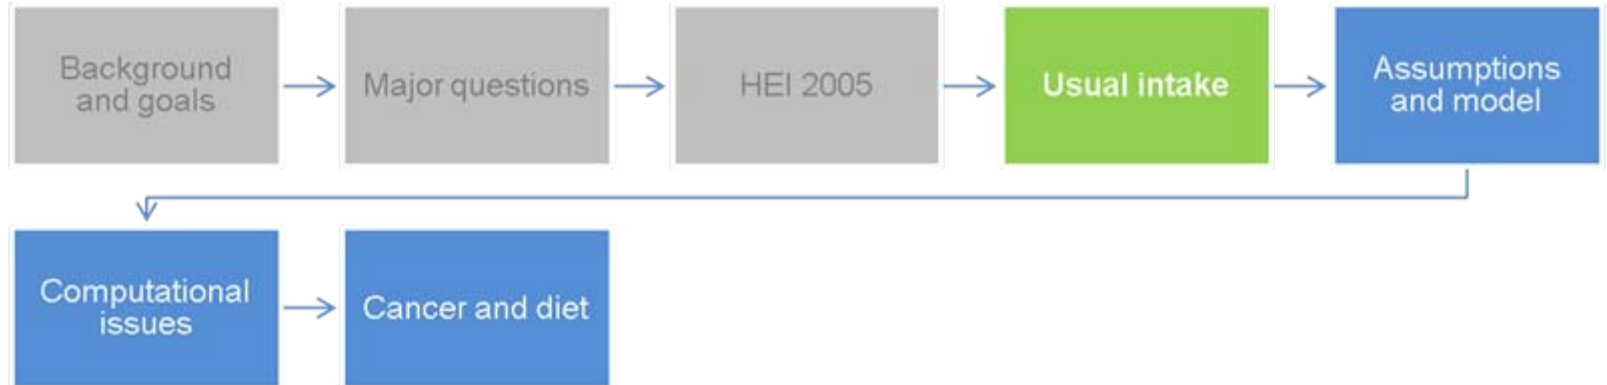 Background
and goals
Major questions
HEI 2005
Usual intake
Assumptions
and model
Computational
issues
Cancer and diet